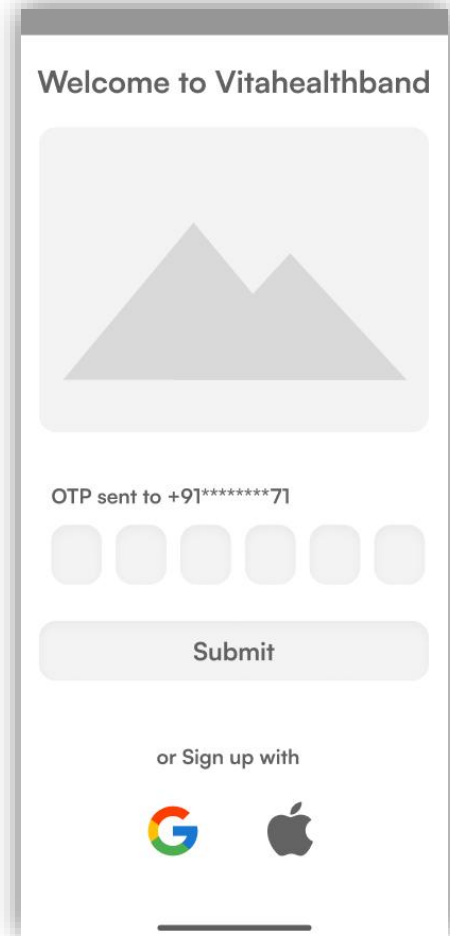 Welcome to Vitahealthband
OTP sent to +91********71
Submit
or Sign up with